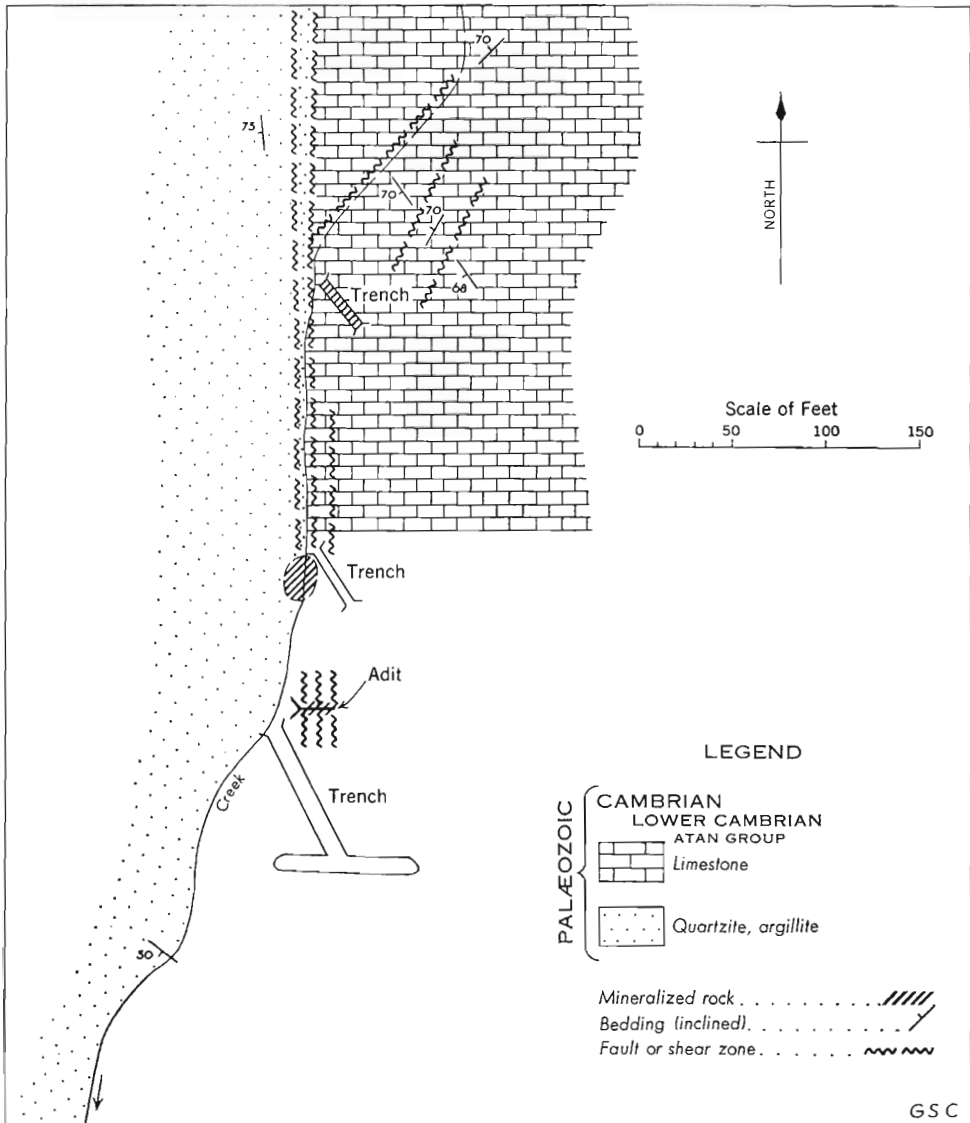 70
75
NORTH
70
70
68
Trench
Scale of Feet
0 50 100 150
Trench
Adit
Trench
Creek
50
LEGEND
PALÆOZOIC
CAMBRIAN
LOWER CAMBRIAN
ATAN GROUP
Limestone
Quartzite, argillite
Mineralized rock . . . . . . . . . .
Bedding (inclined). . . . . . . . . . .
Fault or shear zone. . . . . . .
GSC